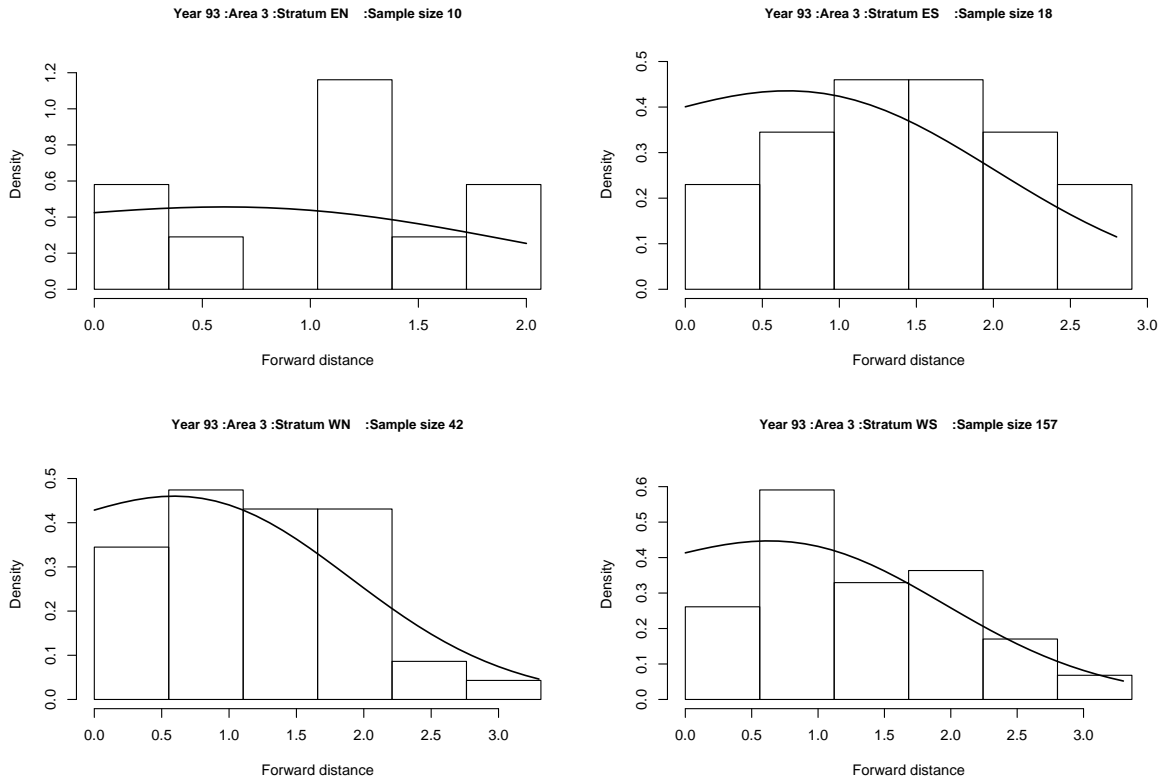 Year 93 :Area 3 :Stratum EN :Sample size 10
Density
0.0 0.2 0.4 0.6 0.8 1.0 1.2
0.0 0.5 1.0 1.5 2.0
Forward distance
Year 93 :Area 3 :Stratum ES :Sample size 18
Density
0.0 0.1 0.2 0.3 0.4 0.5
0.0 0.5 1.0 1.5 2.0 2.5 3.0
Forward distance
Year 93 :Area 3 :Stratum WN :Sample size 42
Density
0.0 0.1 0.2 0.3 0.4 0.5
0.0 0.5 1.0 1.5 2.0 2.5 3.0
Forward distance
Year 93 :Area 3 :Stratum WS :Sample size 157
Density
0.0 0.1 0.2 0.3 0.4 0.5 0.6
0.0 0.5 1.0 1.5 2.0 2.5 3.0
Forward distance